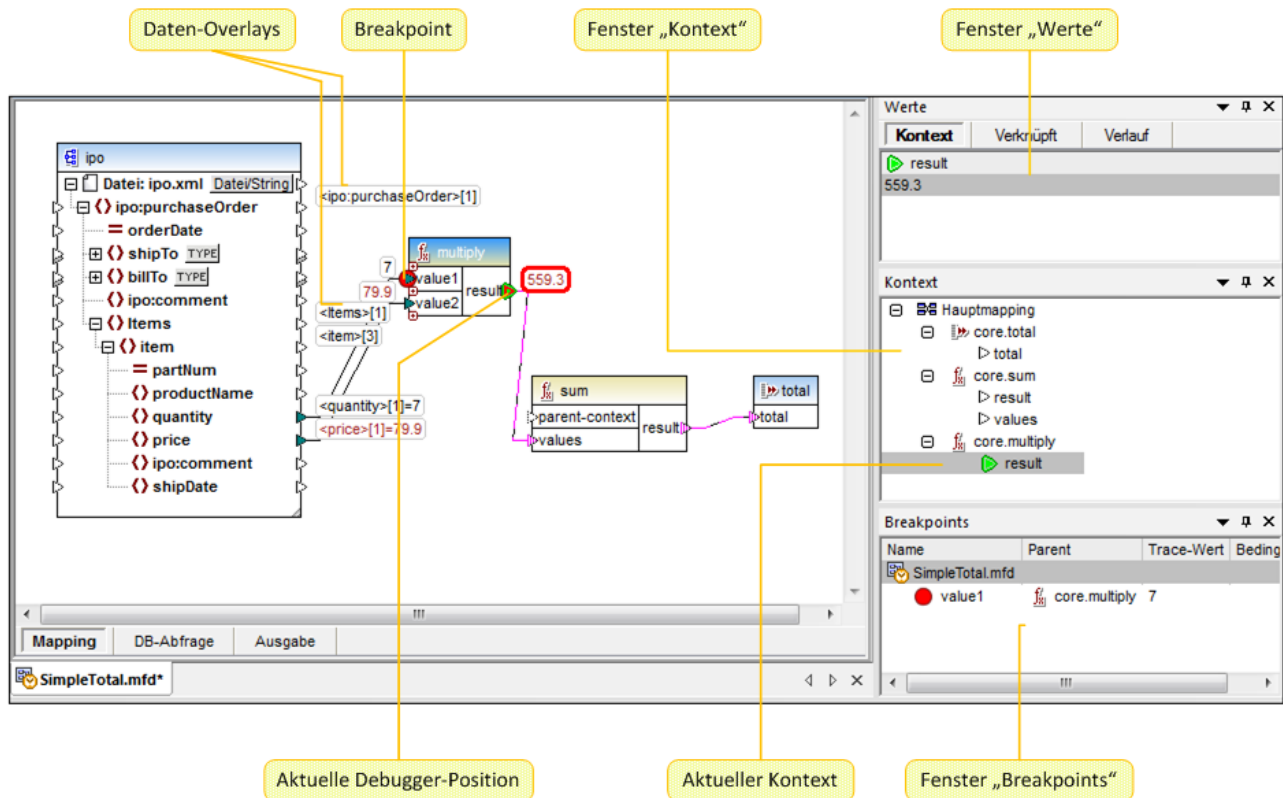 Daten-Overlays
Breakpoint
Fenster „Kontext“
Fenster „Werte“
ipo
Datei: ipo.xml Datei/String
ipo:purchaseOrder
orderDate
shipTo TYPE
billTo TYPE
ipo:comment
Items
item
partNum
productName
quantity
price
ipo:comment
shipDate
<ipo:purchaseOrder>[1]
7
79.9
<Items>[1]
<item>[3]
<quantity>[1]=7
<price>[1]=79.9
multiply
value1
value2
result
559.3
sum
parent-context
values
result
total
total
Mapping DB-Abfrage Ausgabe
SimpleTotal.mfd*
Werte
Kontext Verknüpft Verlauf
result
559.3
Kontext
Hauptmapping
core.total
total
core.sum
result
values
core.multiply
result
Breakpoints
Name Parent Trace-Wert Beding
SimpleTotal.mfd
value1 core.multiply 7
Aktuelle Debugger-Position
Aktueller Kontext
Fenster „Breakpoints“